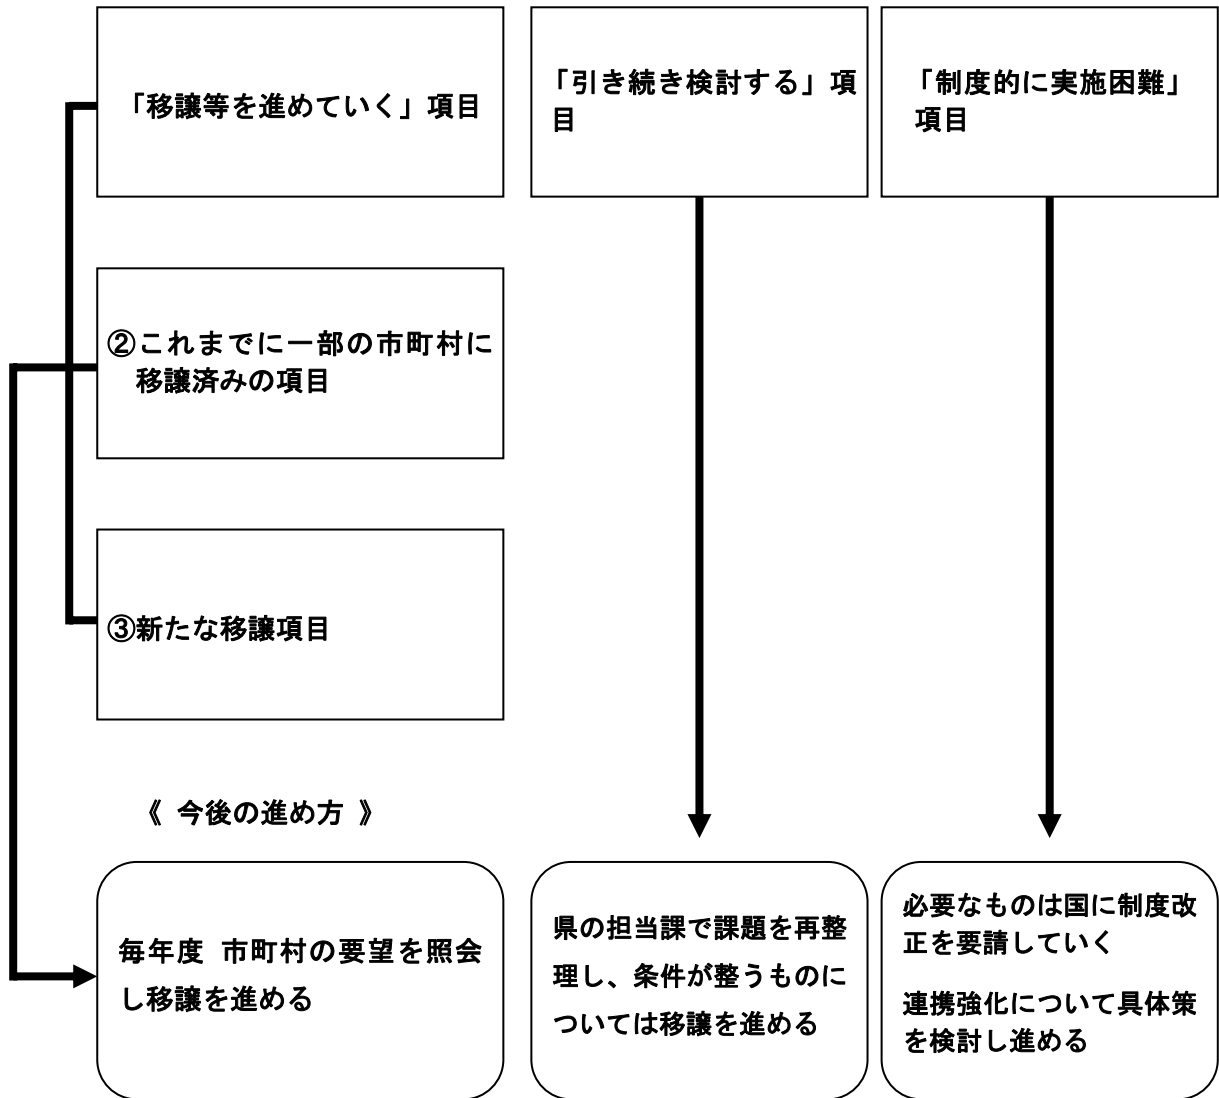 「移譲等を進めていく」項目
「引き続き検討する」項
目
「制度的に実施困難」
項目
②これまでに一部の市町村に
移譲済みの項目
③新たな移譲項目
《 今後の進め方 》
毎年度 市町村の要望を照会
し移譲を進める
県の担当課で課題を再整
理し、条件が整うものに
ついては移譲を進める
必要なものは国に制度改
正を要請していく
連携強化について具体策
を検討し進める